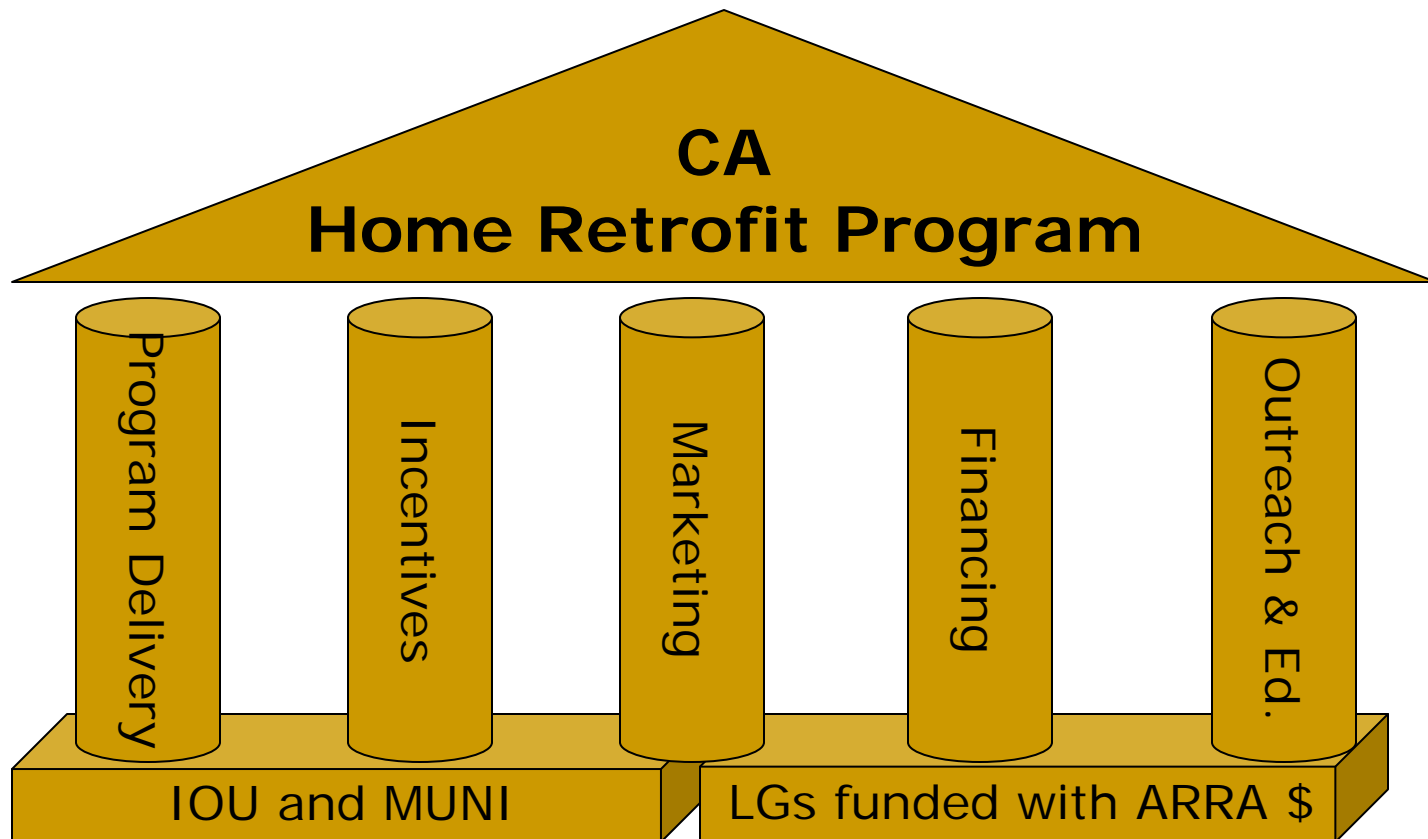 CA
Home Retrofit Program
Program Delivery
Incentives
Marketing
Financing
Outreach & Ed.
IOU and MUNI
LGs funded with ARRA $